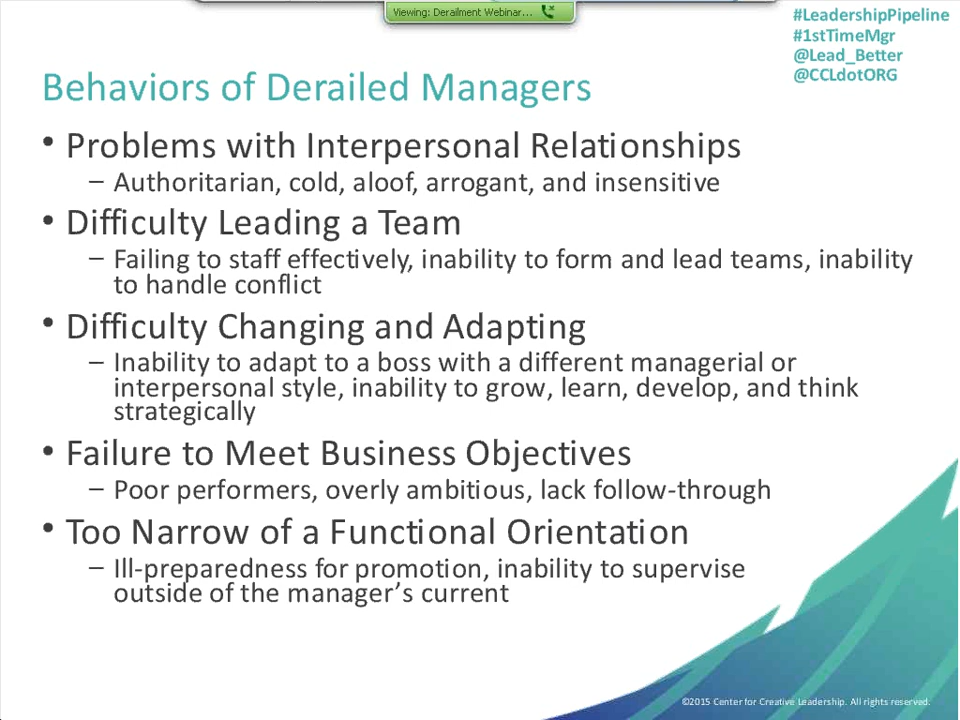 Viewing: Derailment Webinar...
#LeadershipPipeline
#1stTimeMgr
@Lead_Better
@CCLdotORG
Behaviors of Derailed Managers
• Problems with Interpersonal Relationships
– Authoritarian, cold, aloof, arrogant, and insensitive
• Difficulty Leading a Team
– Failing to staff effectively, inability to form and lead teams, inability
to handle conflict
• Difficulty Changing and Adapting
– Inability to adapt to a boss with a different managerial or
interpersonal style, inability to grow, learn, develop, and think
strategically
• Failure to Meet Business Objectives
– Poor performers, overly ambitious, lack follow-through
• Too Narrow of a Functional Orientation
– Ill-preparedness for promotion, inability to supervise
outside of the manager’s current
©2015 Center for Creative Leadership. All rights reserved.